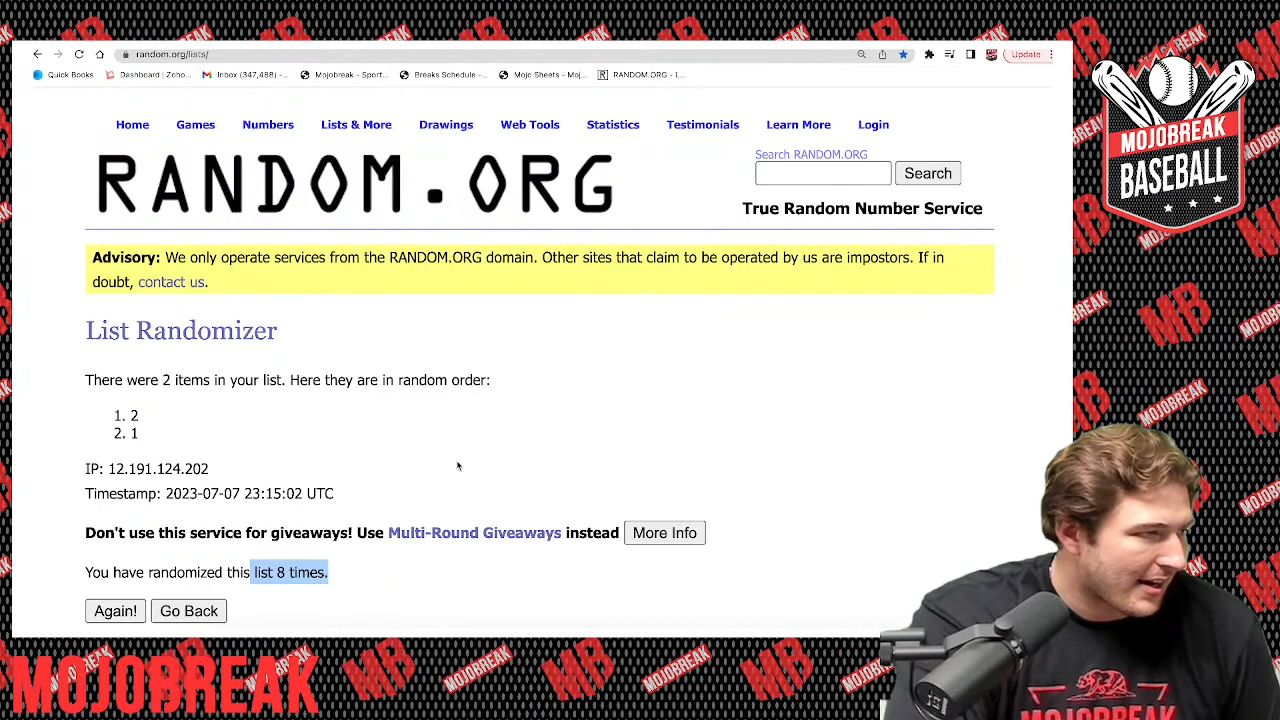 random.org/lists/
Update
Quick Books
Dashboard | Zoho...
Inbox (347,488) -...
Mojobreak - Sport...
Breaks Schedule -...
Mojo Sheets - Moj...
RANDOM.ORG - L...
Home Games Numbers Lists & More Drawings Web Tools Statistics Testimonials Learn More Login
RANDOM.ORG
Search RANDOM.ORG
Search
True Random Number Service
Advisory: We only operate services from the RANDOM.ORG domain. Other sites that claim to be operated by us are impostors. If in
doubt, contact us.
List Randomizer
There were 2 items in your list. Here they are in random order:
1. 2
2. 1
IP: 12.191.124.202
Timestamp: 2023-07-07 23:15:02 UTC
Don't use this service for giveaways! Use Multi-Round Giveaways instead More Info
You have randomized this list 8 times.
Again! Go Back
MOJOBREAK
BASEBALL
MOJOBREAK
MB
MOJOBREAK
MB
MOJOBREAK
MOJOBREAK